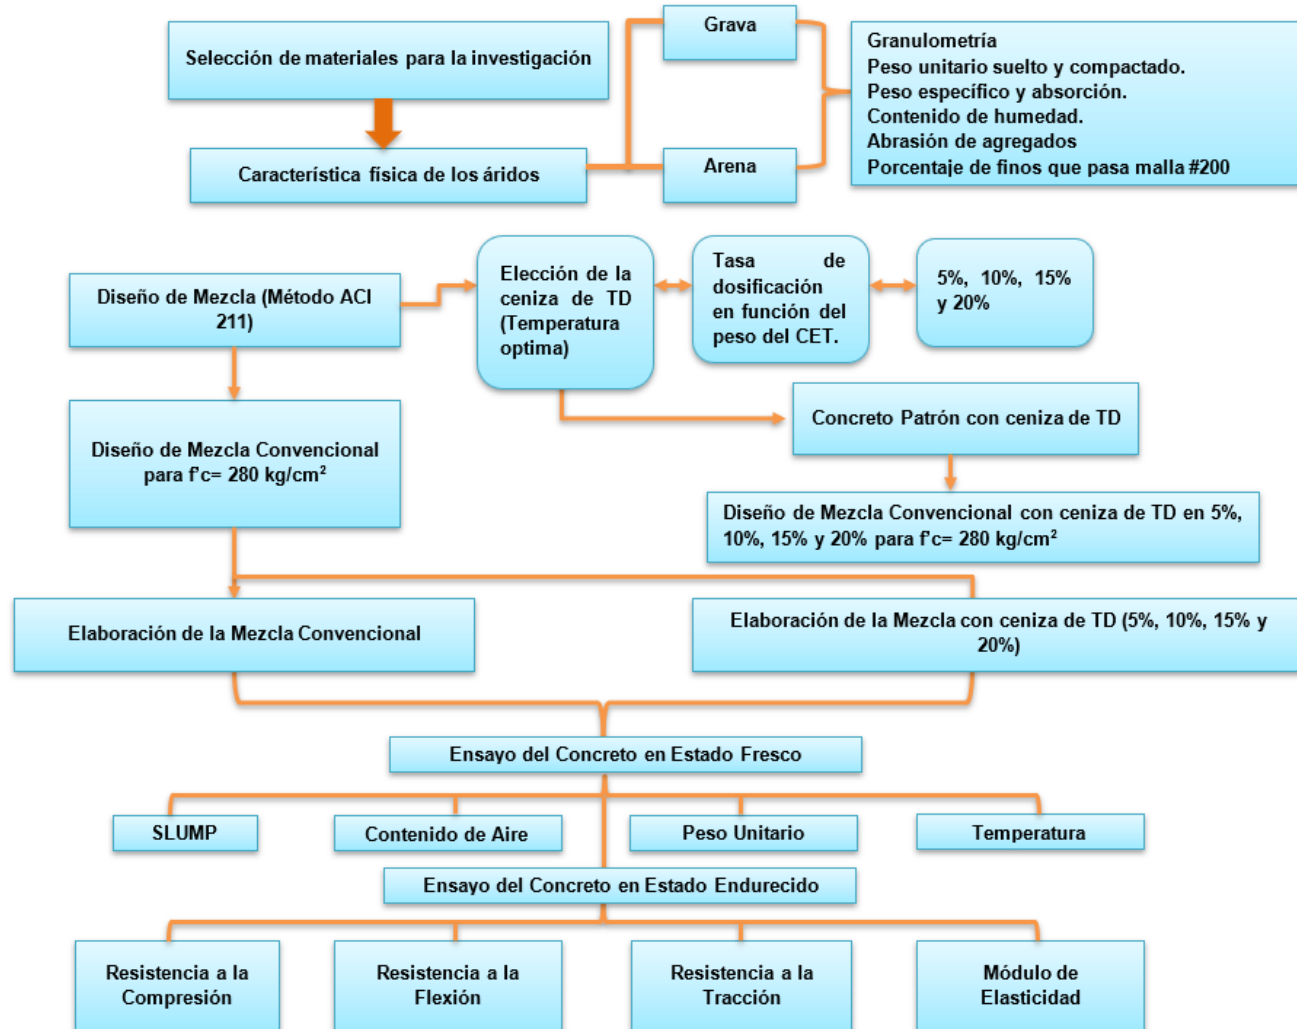 Selección de materiales para la investigación
Grava
Granulometría
Peso unitario suelto y compactado.
Peso específico y absorción.
Contenido de humedad.
Abrasión de agregados
Porcentaje de finos que pasa malla #200
Característica física de los áridos
Arena
Diseño de Mezcla (Método ACI
211)
Elección de la
ceniza de TD
(Temperatura
optima)
Tasa de
dosificación
en función del
peso del CET.
5%, 10%, 15%
y 20%
Concreto Patrón con ceniza de TD
Diseño de Mezcla Convencional
para f'c= 280 kg/cm²
Diseño de Mezcla Convencional con ceniza de TD en 5%,
10%, 15% y 20% para f'c= 280 kg/cm²
Elaboración de la Mezcla Convencional
Elaboración de la Mezcla con ceniza de TD (5%, 10%, 15% y
20%)
Ensayo del Concreto en Estado Fresco
SLUMP
Contenido de Aire
Peso Unitario
Temperatura
Ensayo del Concreto en Estado Endurecido
Resistencia a la
Compresión
Resistencia a la
Flexión
Resistencia a la
Tracción
Módulo de
Elasticidad